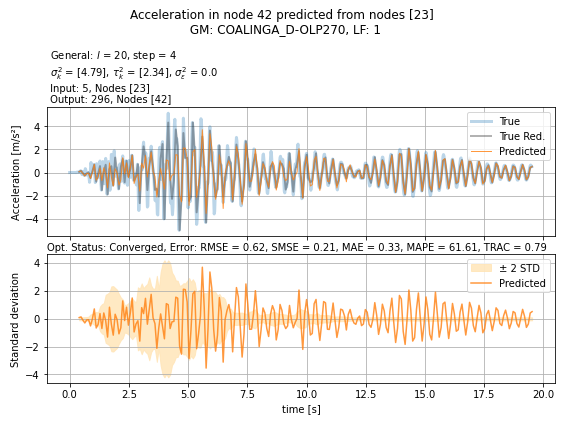 Acceleration in node 42 predicted from nodes [23]
GM: COALINGA_D-OLP270, LF: 1
General: l = 20, step = 4
σ²ₖ = [4.79], τ²ₖ = [2.34], σ²ε = 0.0
Input: 5, Nodes [23]
Output: 296, Nodes [42]
Acceleration [m/s²]
4
2
0
−2
−4
True
True Red.
Predicted
Opt. Status: Converged, Error: RMSE = 0.62, SMSE = 0.21, MAE = 0.33, MAPE = 61.61, TRAC = 0.79
Standard deviation
4
2
0
−2
−4
± 2 STD
Predicted
0.0 2.5 5.0 7.5 10.0 12.5 15.0 17.5 20.0
time [s]